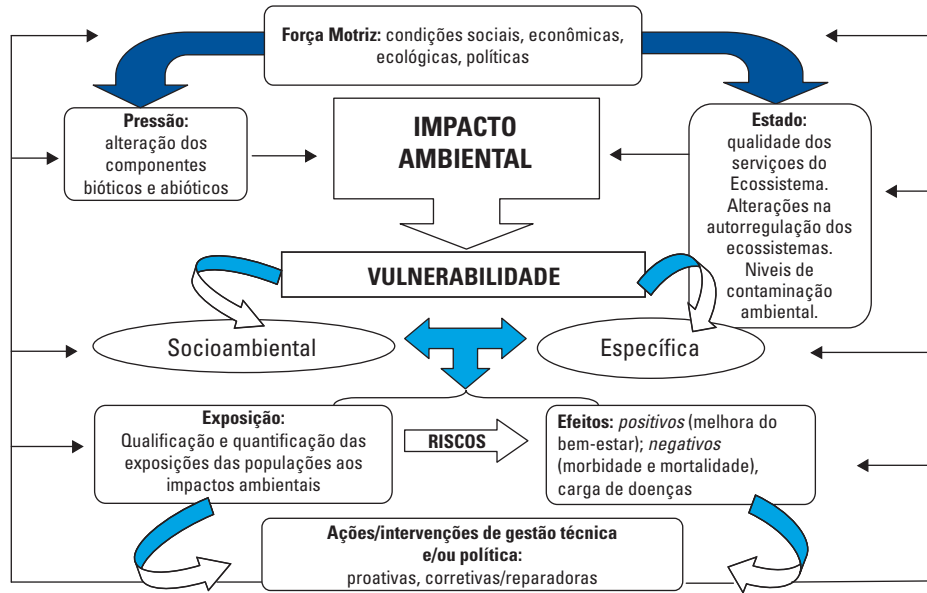 Força Motriz: condições sociais, econômicas,
ecológicas, políticas
Pressão:
alteração dos
componentes
bióticos e abióticos
IMPACTO
AMBIENTAL
Estado:
qualidade dos
serviçoes do
Ecossistema.
Alterações na
autorregulação dos
ecossistemas.
Niveis de
contaminação
ambiental.
VULNERABILIDADE
Socioambiental
Específica
Exposição:
Qualificação e quantificação das
exposições das populações aos
impactos ambientais
RISCOS
Efeitos: positivos (melhora do
bem-estar); negativos
(morbidade e mortalidade),
carga de doenças
Ações/intervenções de gestão técnica
e/ou política:
proativas, corretivas/reparadoras